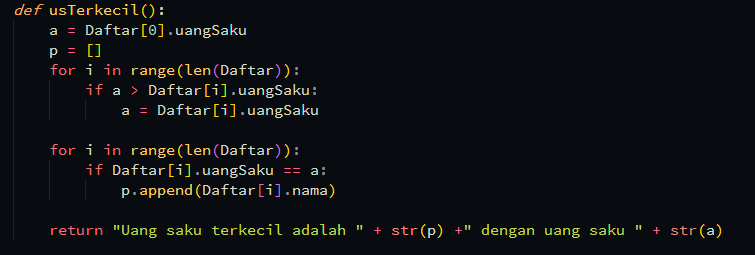 def usTerkecil():
    a = Daftar[0].uangSaku
    p = []
    for i in range(len(Daftar)):
        if a > Daftar[i].uangSaku:
            a = Daftar[i].uangSaku
    for i in range(len(Daftar)):
        if Daftar[i].uangSaku == a:
            p.append(Daftar[i].nama)
    return "Uang saku terkecil adalah " + str(p) +" dengan uang saku " + str(a)